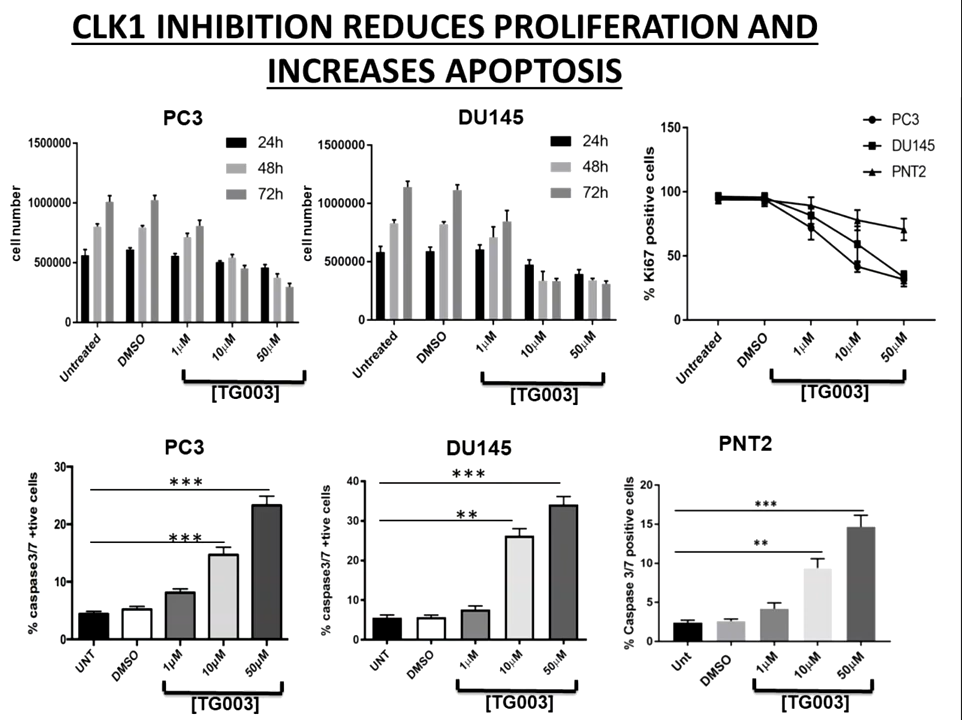 CLK1 INHIBITION REDUCES PROLIFERATION AND
INCREASES APOPTOSIS
PC3
1500000
1000000
500000
0
cell number
24h
48h
72h
Untreated
DMSO
1µM
10µM
50µM
[TG003]
DU145
1500000
1000000
500000
0
cell number
24h
48h
72h
Untreated
DMSO
1µM
10µM
50µM
[TG003]
PC3
DU145
PNT2
150
100
50
0
% Ki67 positive cells
Untreated
DMSO
1µM
10µM
50µM
[TG003]
PC3
30
20
10
0
% caspase3/7 +tive cells
***
***
UNT
DMSO
1µM
10µM
50µM
[TG003]
DU145
40
30
20
10
0
% caspase3/7 +tive cells
***
**
UNT
DMSO
1µM
10µM
50µM
[TG003]
PNT2
20
15
10
5
0
% Caspase 3/7 positive cells
***
**
Unt
DMSO
1µM
10µM
50µM
[TG003]